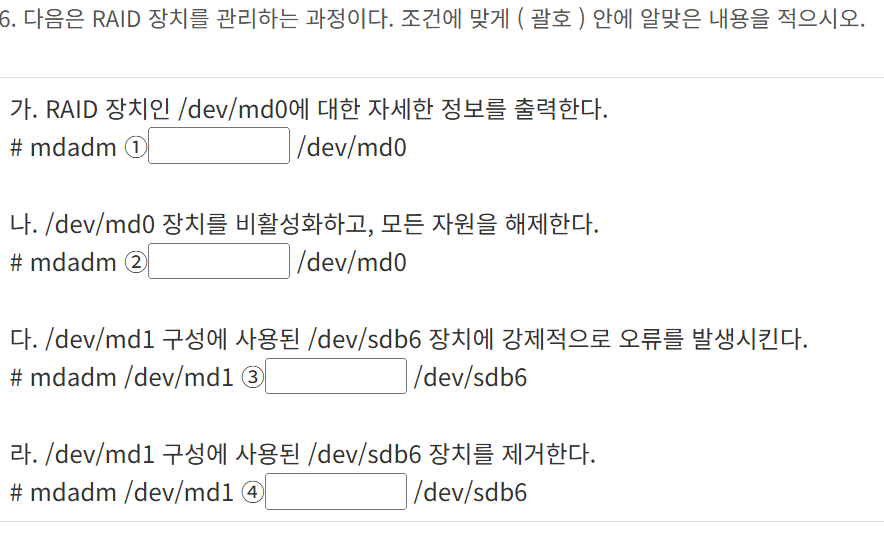 6. 다음은 RAID 장치를 관리하는 과정이다. 조건에 맞게 ( 괄호 ) 안에 알맞은 내용을 적으시오.
가. RAID 장치인 /dev/md0에 대한 자세한 정보를 출력한다.
# mdadm ① /dev/md0
나. /dev/md0 장치를 비활성화하고, 모든 자원을 해제한다.
# mdadm ② /dev/md0
다. /dev/md1 구성에 사용된 /dev/sdb6 장치에 강제적으로 오류를 발생시킨다.
# mdadm /dev/md1 ③ /dev/sdb6
라. /dev/md1 구성에 사용된 /dev/sdb6 장치를 제거한다.
# mdadm /dev/md1 ④ /dev/sdb6